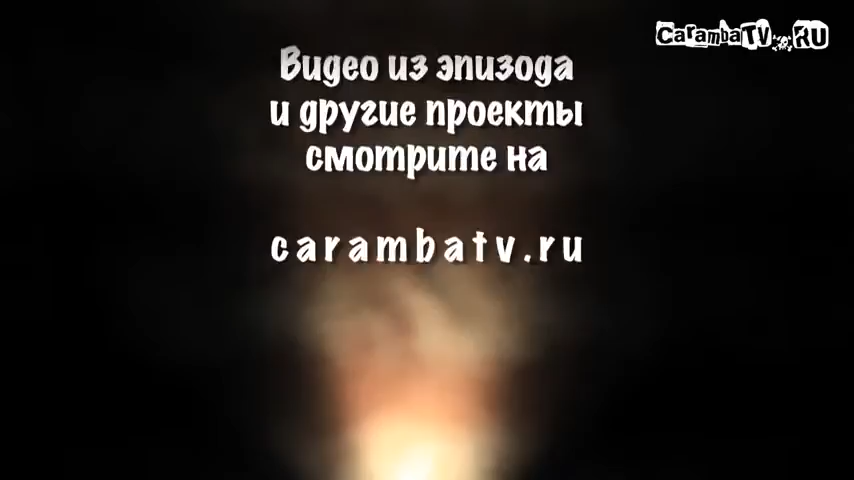 CarambaTV.RU
Видео из эпизода
и другие проекты
смотрите на
carambatv.ru